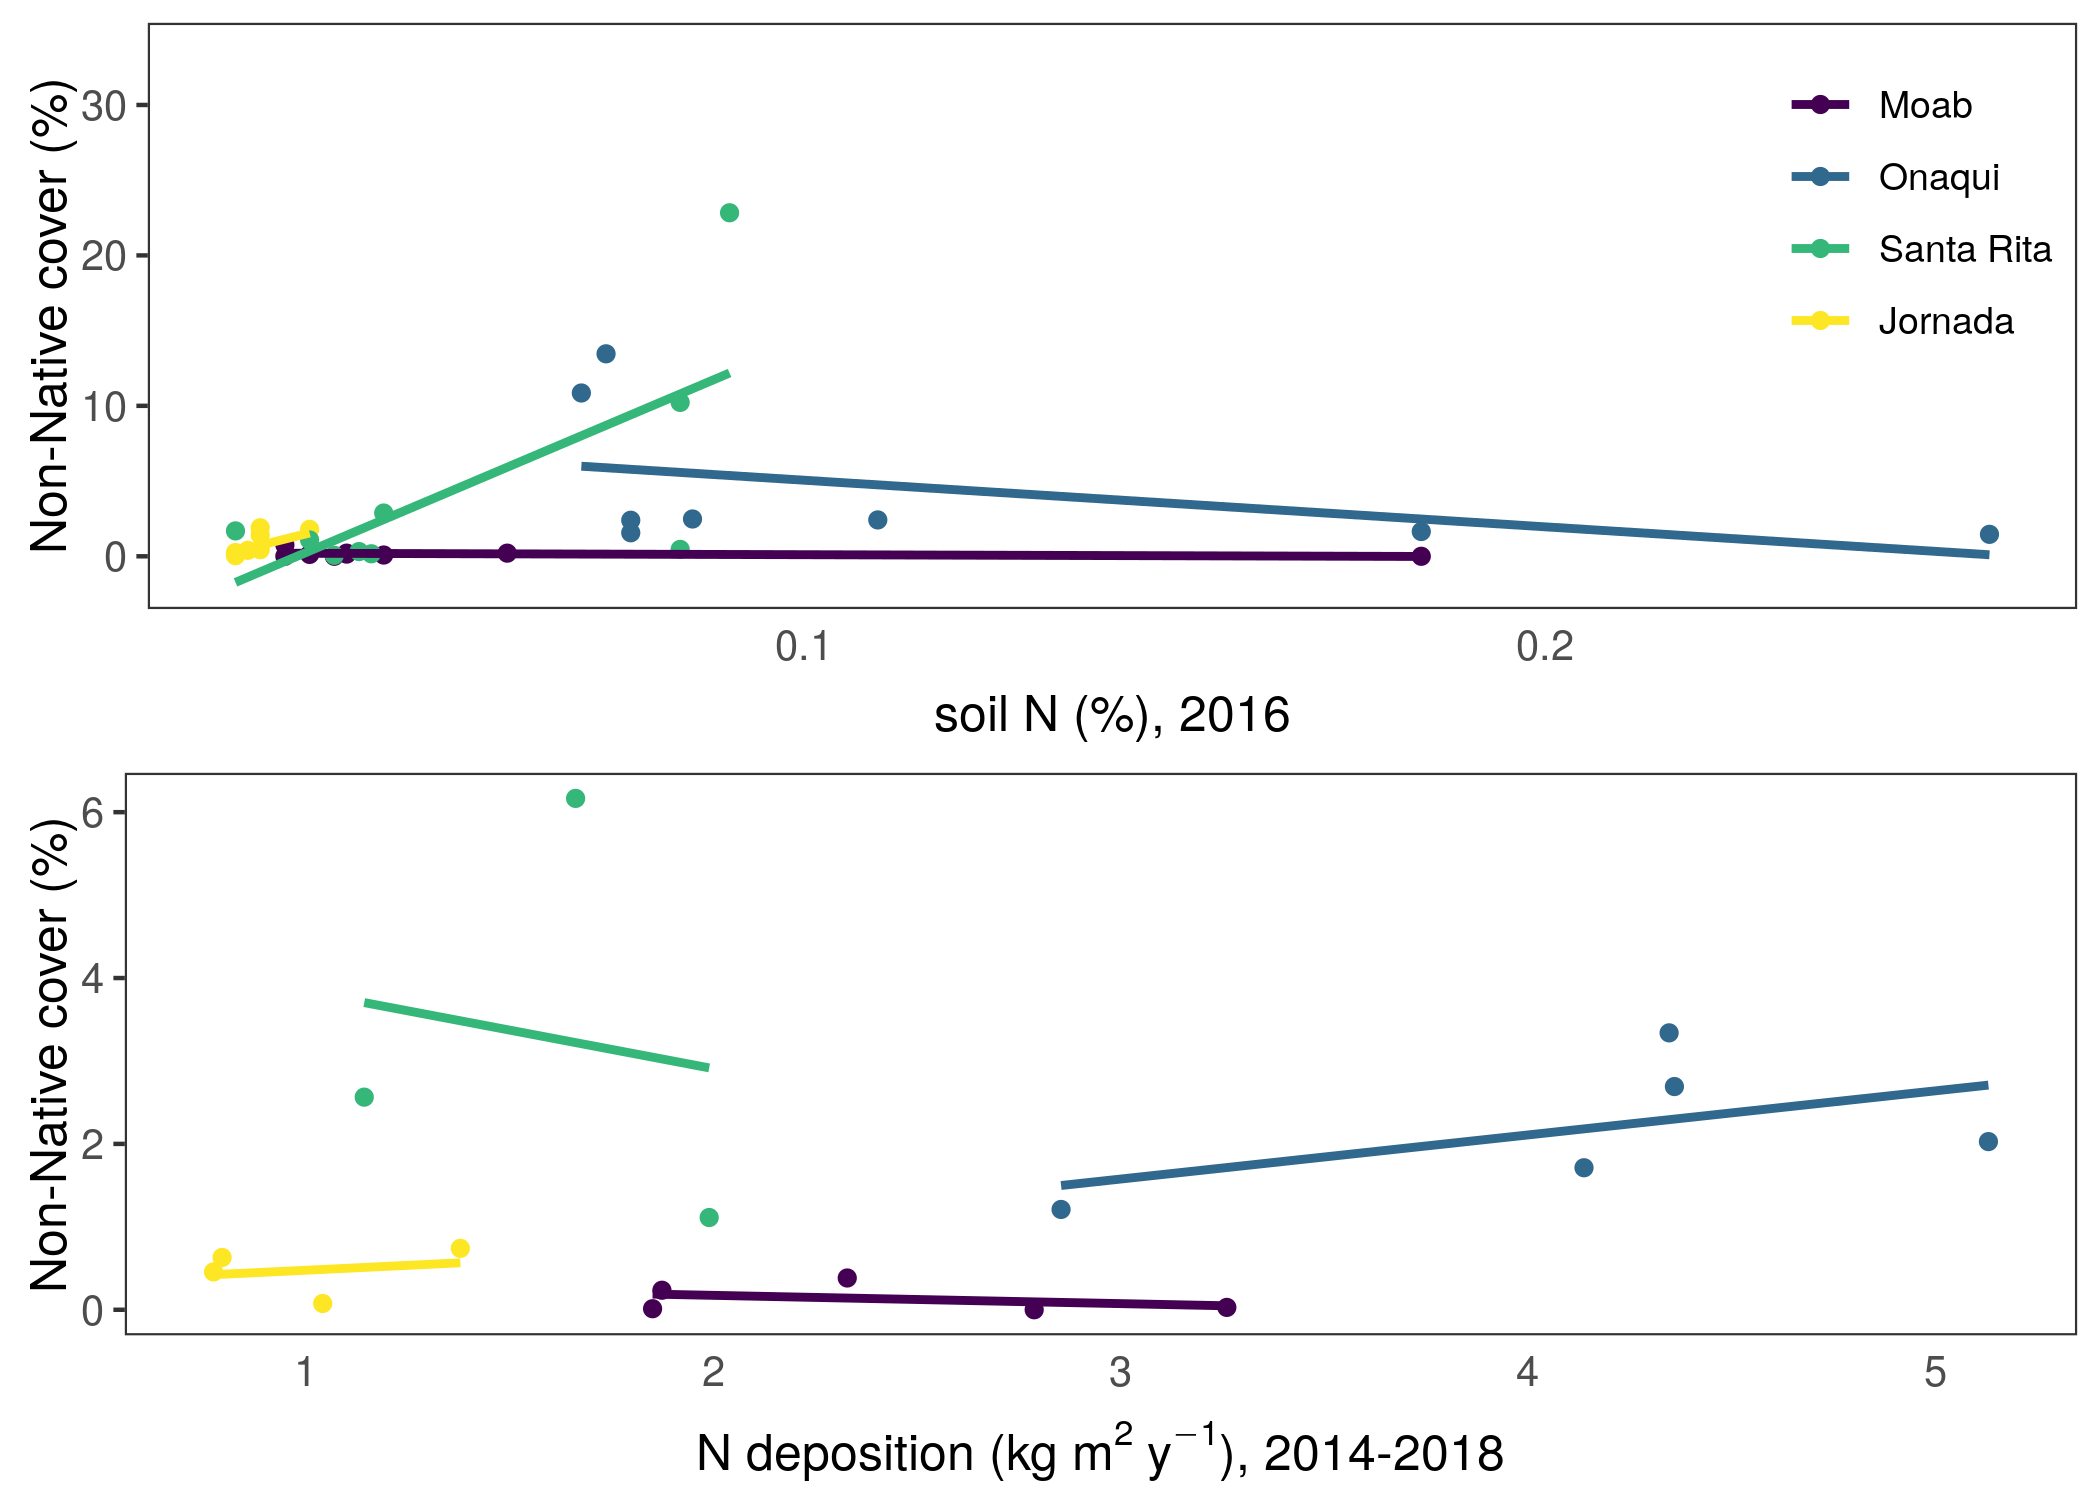 Non-Native cover (%)
30
20
10
0
Moab
Onaqui
Santa Rita
Jornada
0.1 0.2
soil N (%), 2016
Non-Native cover (%)
6
4
2
0
1 2 3 4 5
N deposition (kg m² y⁻¹), 2014-2018